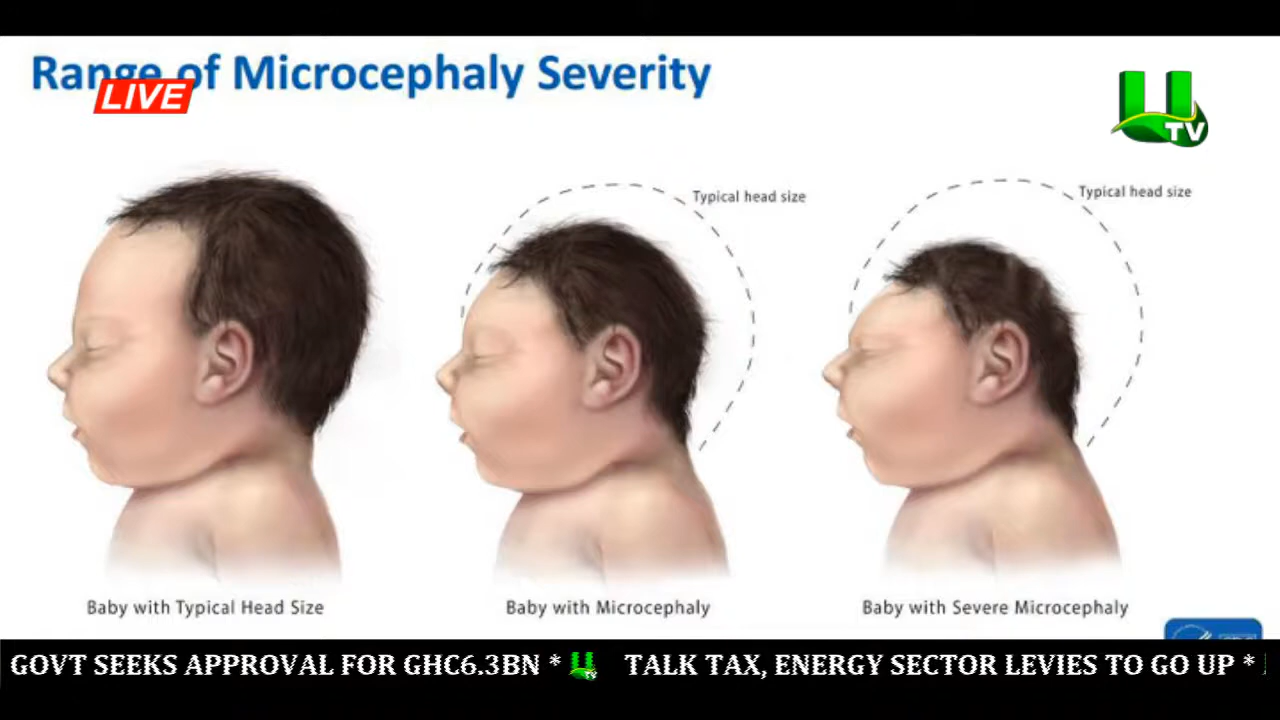 Range of Microcephaly Severity
LIVE
U TV
Typical head size
Typical head size
Baby with Typical Head Size
Baby with Microcephaly
Baby with Severe Microcephaly
GOVT SEEKS APPROVAL FOR GHC6.3BN * U TV TALK TAX, ENERGY SECTOR LEVIES TO GO UP *